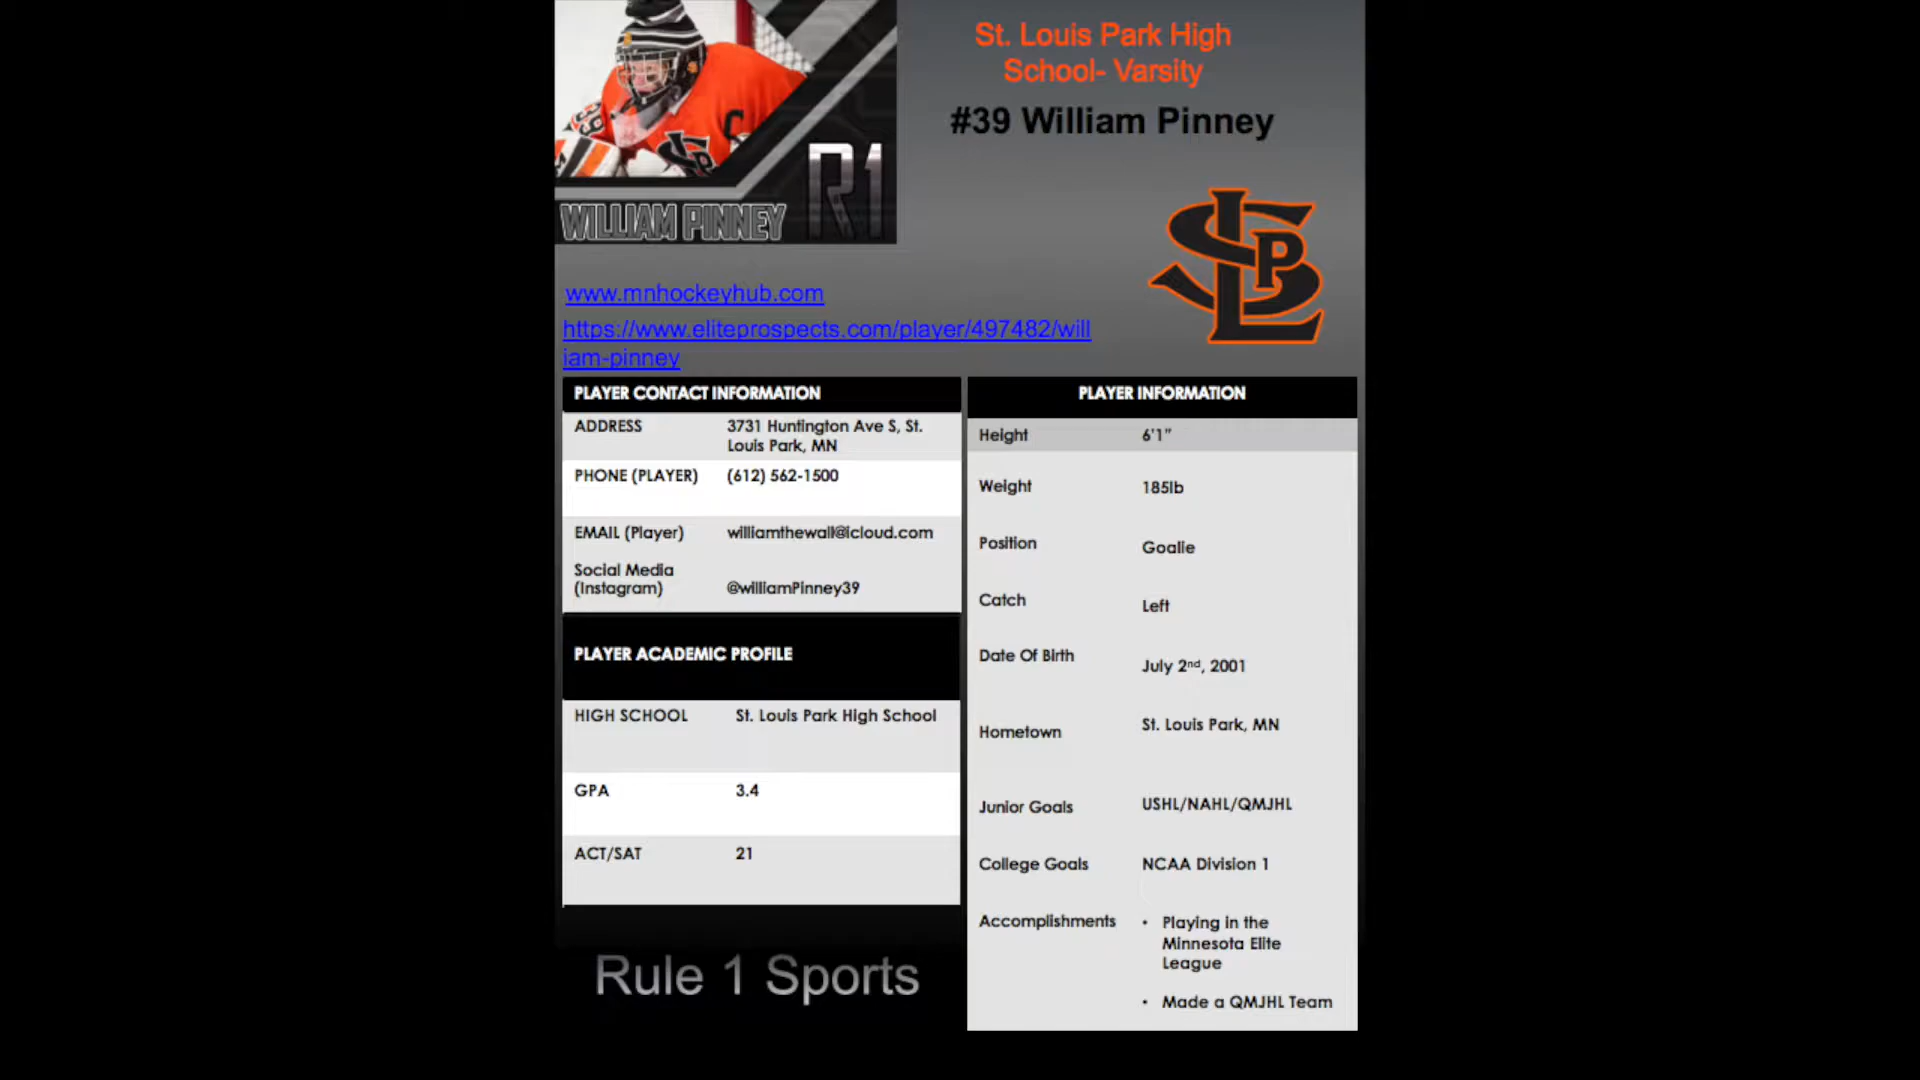 St. Louis Park High
School- Varsity
#39 William Pinney
39
C
SLP
R1
WILLIAM PINNEY
SLP
www.mnhockeyhub.com
https://www.eliteprospects.com/player/497482/will
iam-pinney
PLAYER CONTACT INFORMATION
ADDRESS 3731 Huntington Ave S, St.
Louis Park, MN
PHONE (PLAYER) (612) 562-1500
EMAIL (Player) williamthewall@icloud.com
Social Media
(Instagram) @williamPinney39
PLAYER ACADEMIC PROFILE
HIGH SCHOOL St. Louis Park High School
GPA 3.4
ACT/SAT 21
Rule 1 Sports
PLAYER INFORMATION
Height 6'1"
Weight 185lb
Position Goalie
Catch Left
Date Of Birth July 2nd, 2001
Hometown St. Louis Park, MN
Junior Goals USHL/NAHL/QMJHL
College Goals NCAA Division 1
Accomplishments • Playing in the
Minnesota Elite
League
• Made a QMJHL Team